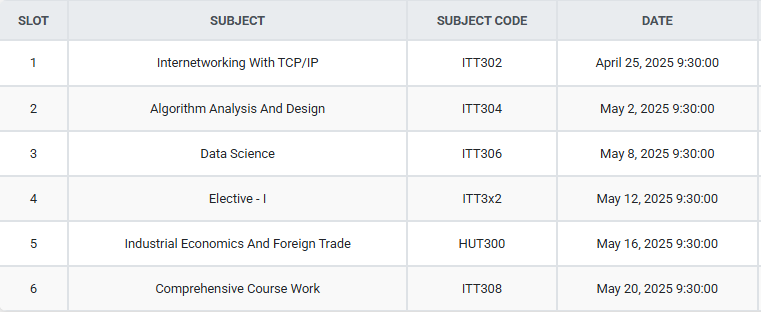 SLOT SUBJECT SUBJECT CODE DATE
1 Internetworking With TCP/IP ITT302 April 25, 2025 9:30:00
2 Algorithm Analysis And Design ITT304 May 2, 2025 9:30:00
3 Data Science ITT306 May 8, 2025 9:30:00
4 Elective - I ITT3x2 May 12, 2025 9:30:00
5 Industrial Economics And Foreign Trade HUT300 May 16, 2025 9:30:00
6 Comprehensive Course Work ITT308 May 20, 2025 9:30:00